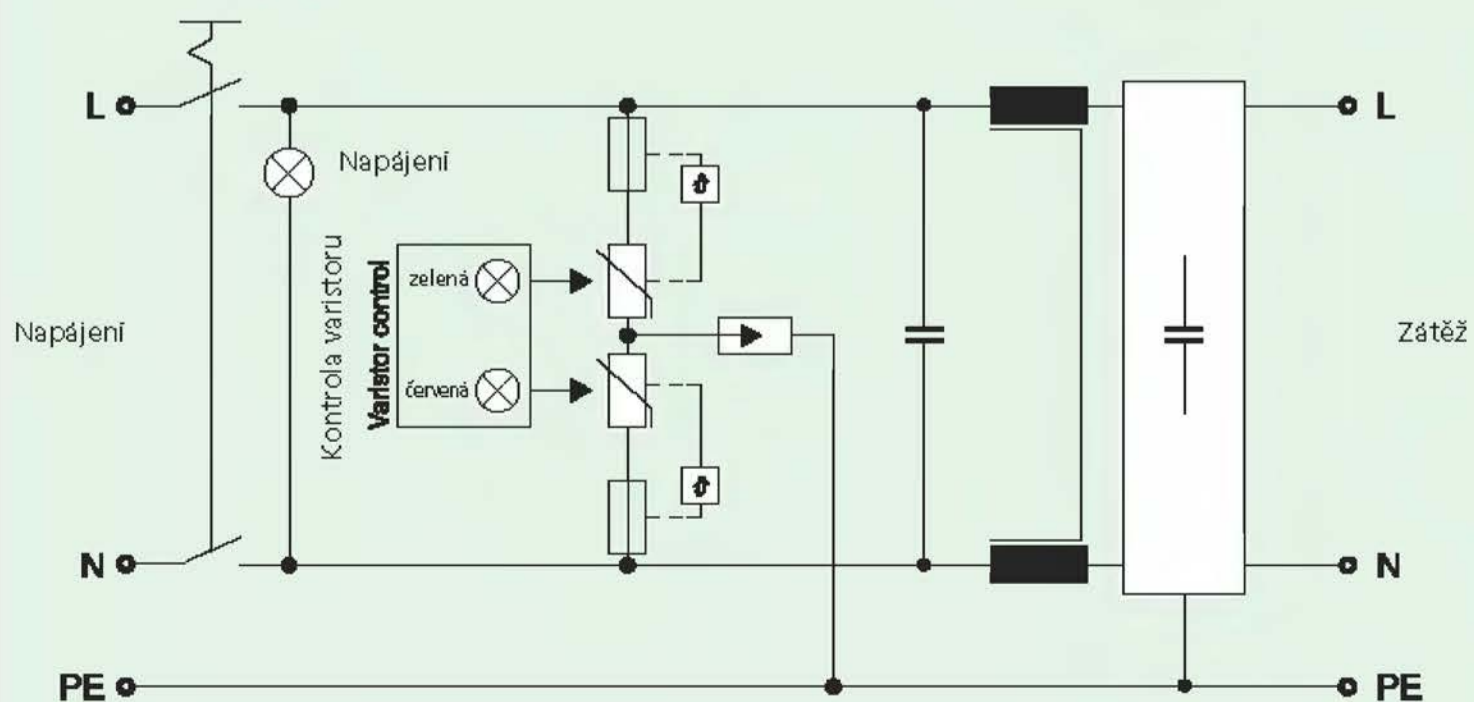 L
L
Napájení
Kontrola varistoru
Varistor control
zelená
Napájení
Zátěž
červená
N
N
PE
PE